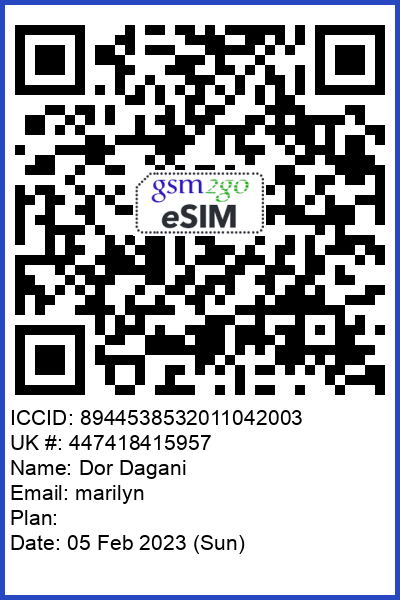 gsm2go
eSIM
ICCID: 8944538532011042003
UK #: 447418415957
Name: Dor Dagani
Email: marilyn
Plan:
Date: 05 Feb 2023 (Sun)